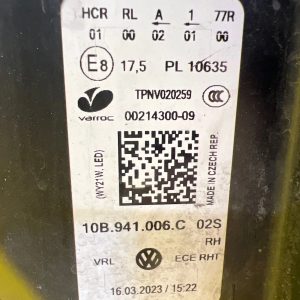 HCR RL A 1 77R
01 00 02 01 00
E8 17,5 PL 10635
TPNV020259
varroc
CCC
00214300-09
(WY21W, LED)
MADE IN CZECH REP.
10B.941.006.C 02S
RH
VRL ECE RHT
16.03.2023 / 15:22